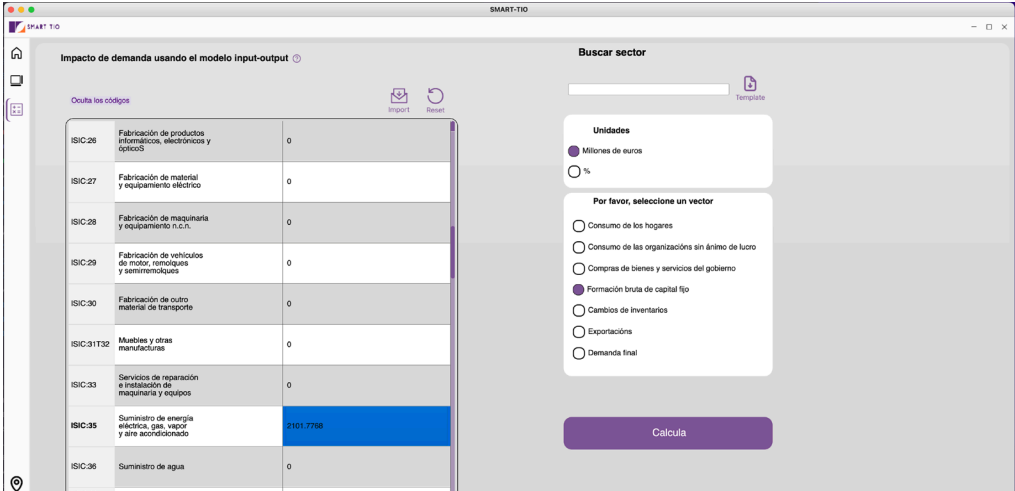 SMART-TIO
SMART TIO
Impacto de demanda usando el modelo input-output
Oculta los códigos
Import
Reset
ISIC:26
Fabricación de productos
informáticos, electrónicos y
ópticoS
0
ISIC:27
Fabricación de material
y equipamiento eléctrico
0
ISIC:28
Fabricación de maquinaria
y equipamiento n.c.n.
0
ISIC:29
Fabricación de vehículos
de motor, remolques
y semirremolques
0
ISIC:30
Fabricación de outro
material de transporte
0
ISIC:31T32
Muebles y otras
manufacturas
0
ISIC:33
Servicios de reparación
e instalación de
maquinaria y equipos
0
ISIC:35
Suministro de energía
eléctrica, gas, vapor
y aire acondicionado
2101.7768
ISIC:36
Suministro de agua
0
Buscar sector
Template
Unidades
Millones de euros
%
Por favor, seleccione un vector
Consumo de los hogares
Consumo de las organizacións sin ánimo de lucro
Compras de bienes y servicios del gobierno
Formación bruta de capital fijo
Cambios de inventarios
Exportacións
Demanda final
Calcula